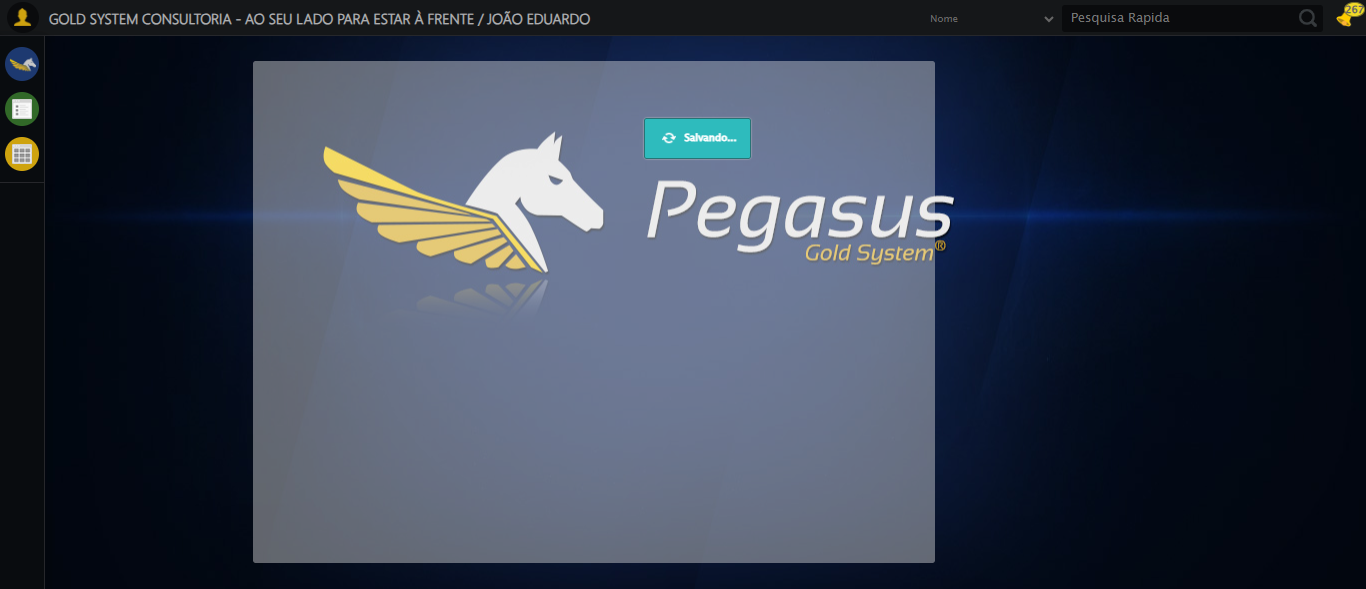 GOLD SYSTEM CONSULTORIA - AO SEU LADO PARA ESTAR À FRENTE / JOÃO EDUARDO
Nome
Pesquisa Rapida
267
Salvando...
Pegasus
Gold System®